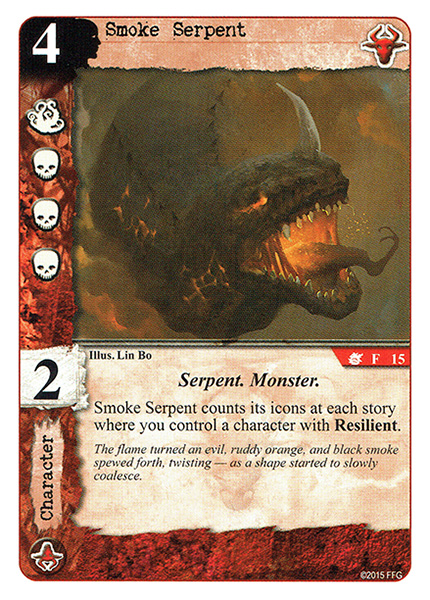 4
Smoke Serpent
Illus. Lin Bo
F 15
2
Serpent. Monster.
Smoke Serpent counts its icons at each story
where you control a character with Resilient.
The flame turned an evil, ruddy orange, and black smoke
spewed forth, twisting — as a shape started to slowly
coalesce.
Character
©2015 FFG